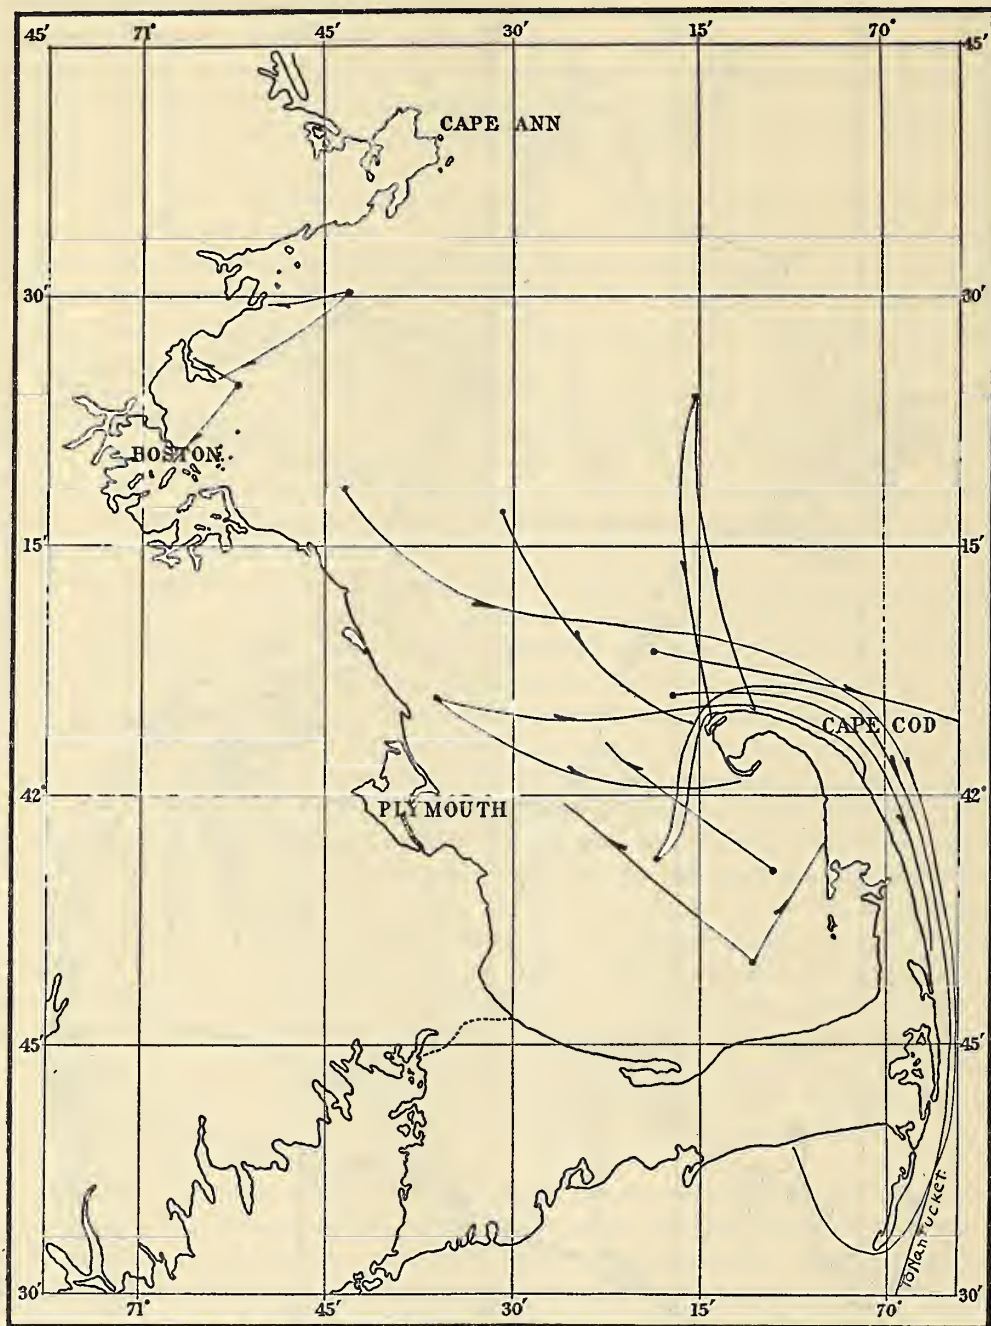 45′ 71° 45′ 30′ 15′ 70° 45′
CAPE ANN
30′ 30′
BOSTON
15′ 15′
CAPE COD
42°
PLYMOUTH
45′ 45′
To Nantucket.
30′ 30′
71° 45′ 30′ 15′ 70°